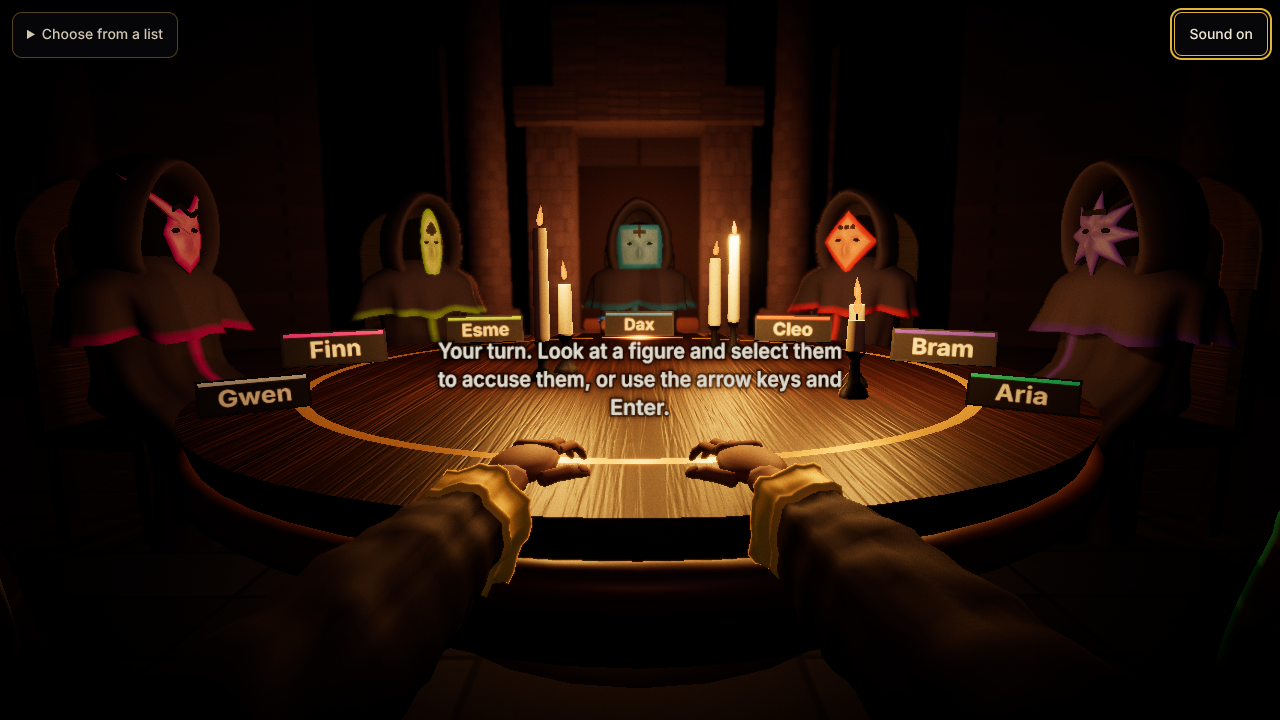 Choose from a list
Sound on
Esme
Dax
Cleo
Finn
Bram
Gwen
Aria
Your turn. Look at a figure and select them
to accuse them, or use the arrow keys and
Enter.